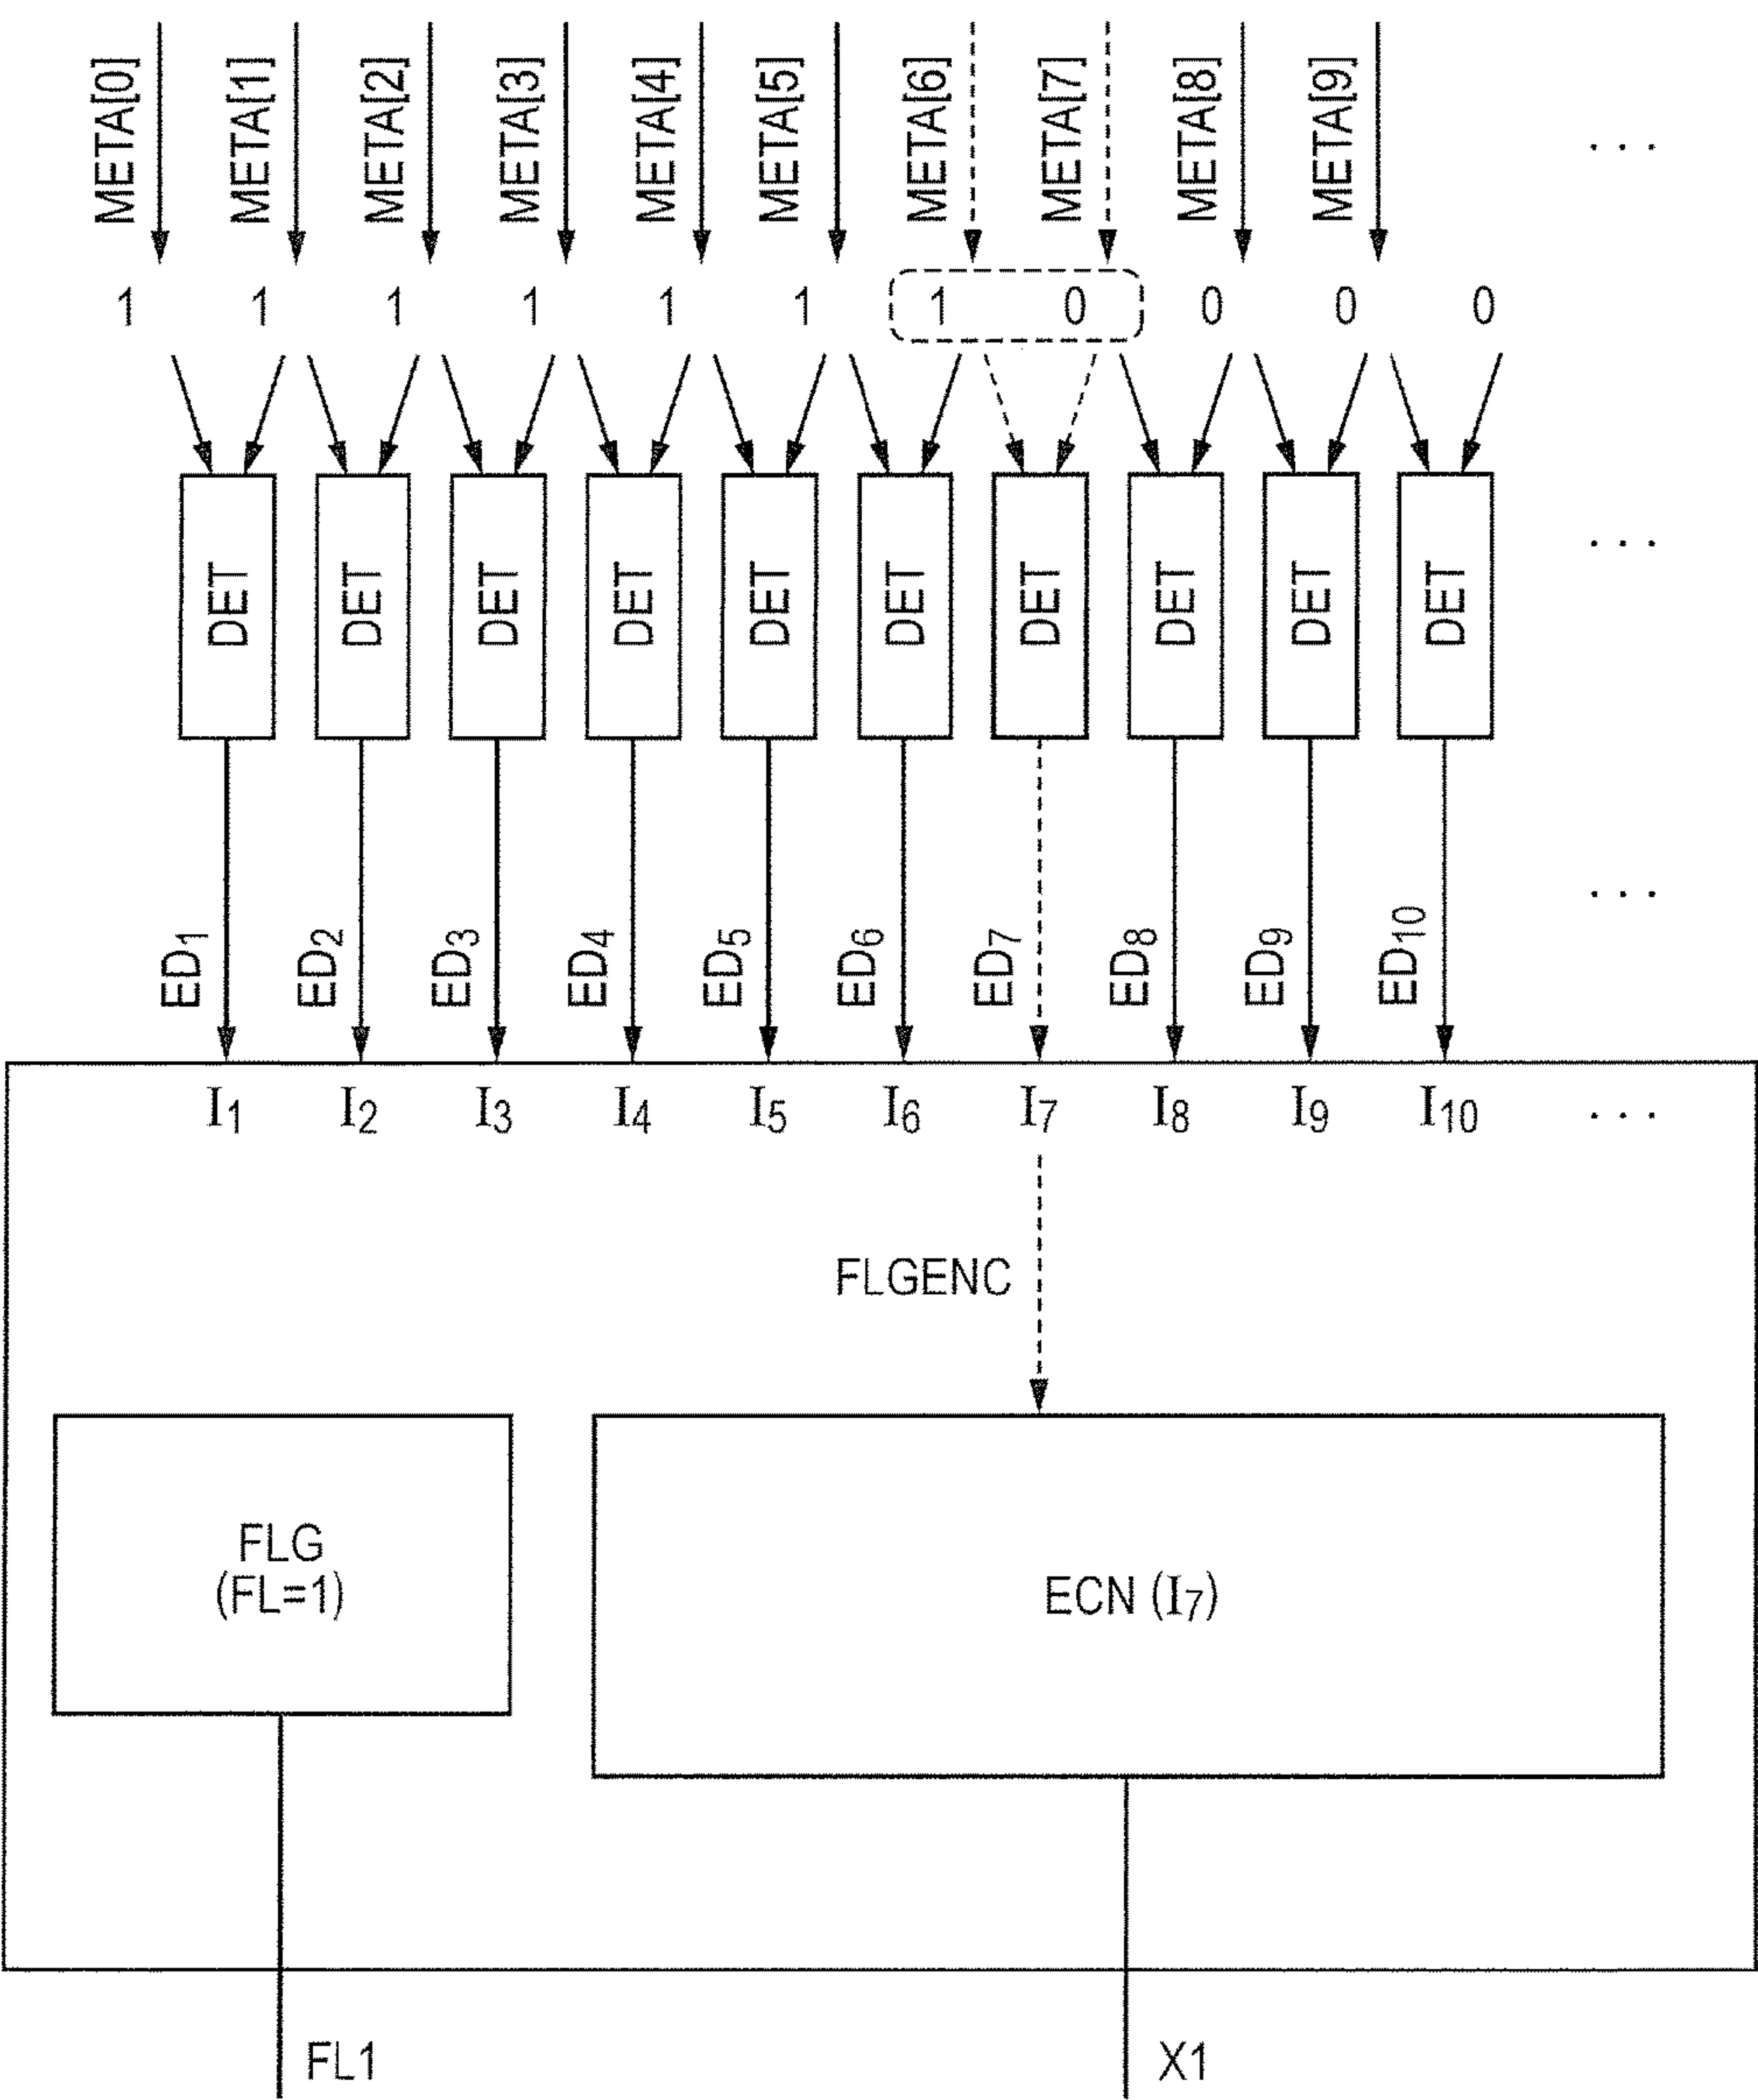 META[0] META[1] META[2] META[3] META[4] META[5] META[6] META[7] META[8] META[9] ...
1 1 1 1 1 1 1 0 0 0 0
DET DET DET DET DET DET DET DET DET DET ...
ED1 ED2 ED3 ED4 ED5 ED6 ED7 ED8 ED9 ED10 ...
I1 I2 I3 I4 I5 I6 I7 I8 I9 I10 ...
FLGENC
FLG
(FL=1)
ECN (I7)
FL1 X1